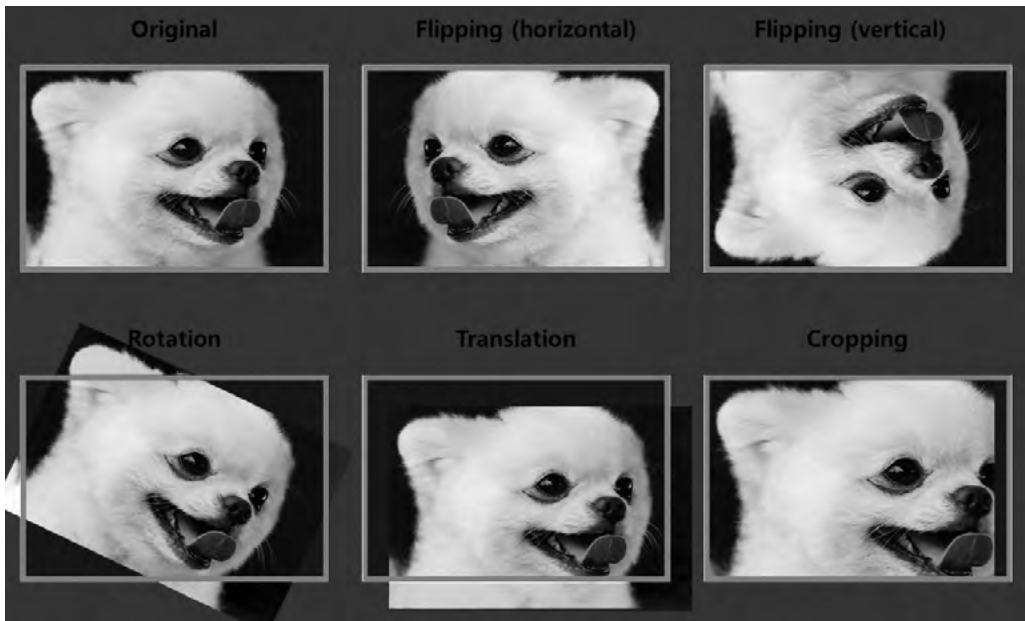 Original
Flipping (horizontal)
Flipping (vertical)
Rotation
Translation
Cropping